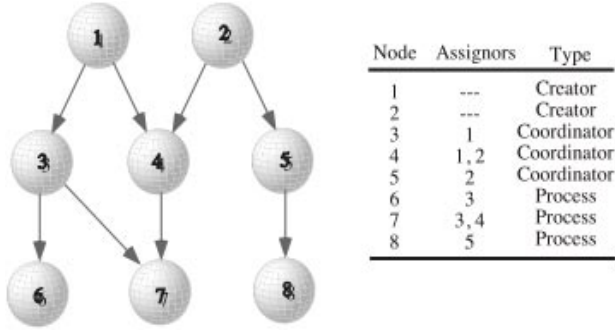 1 2
3 4 5
6 7 8
Node Assignors Type
1 --- Creator
2 --- Creator
3 1 Coordinator
4 1, 2 Coordinator
5 2 Coordinator
6 3 Process
7 3, 4 Process
8 5 Process